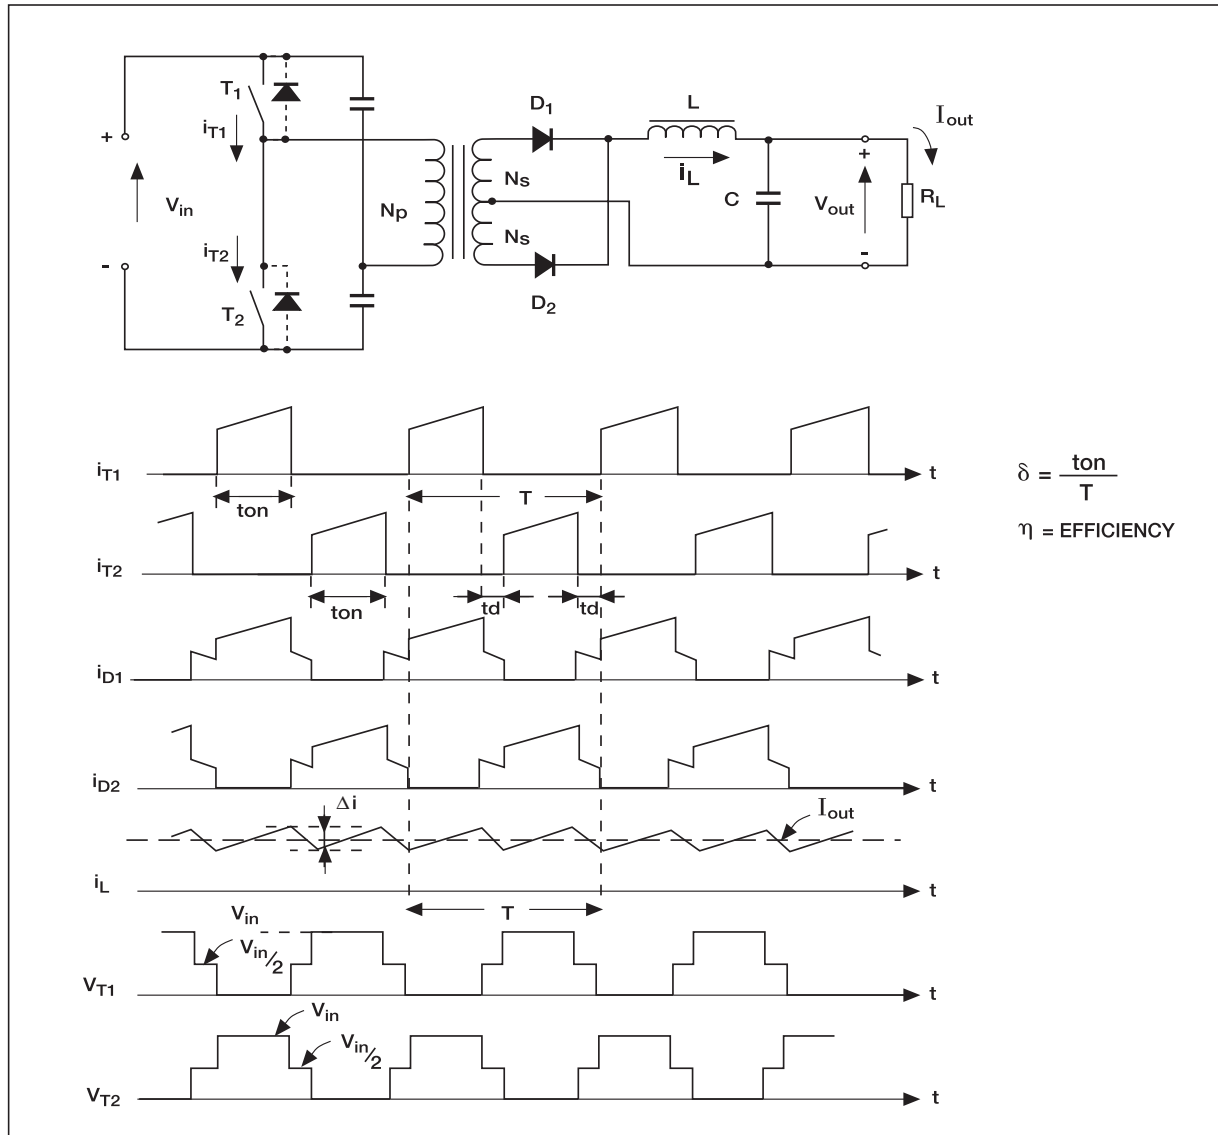 T1
iT1
+
Vin
-
iT2
T2
Np
Ns
Ns
D1
D2
L
iL
C
+
Vout
-
Iout
RL
iT1
t
ton
T
δ = ton
T
η = EFFICIENCY
iT2
t
ton
td
td
iD1
t
iD2
t
Δi
Iout
iL
t
T
Vin
Vin/2
VT1
t
Vin
Vin/2
VT2
t